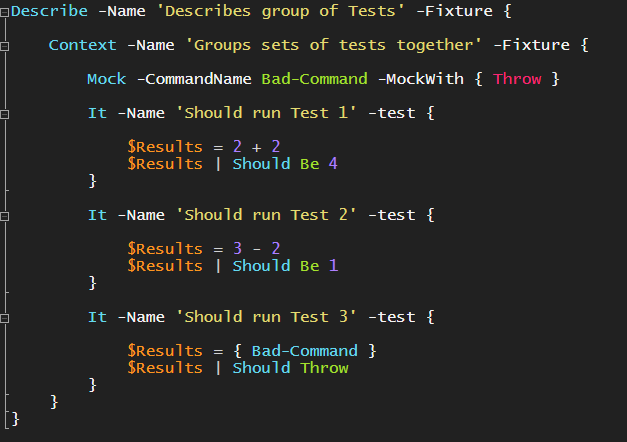 Describe -Name 'Describes group of Tests' -Fixture {
Context -Name 'Groups sets of tests together' -Fixture {
Mock -CommandName Bad-Command -MockWith { Throw }
It -Name 'Should run Test 1' -test {
$Results = 2 + 2
$Results | Should Be 4
}
It -Name 'Should run Test 2' -test {
$Results = 3 - 2
$Results | Should Be 1
}
It -Name 'Should run Test 3' -test {
$Results = { Bad-Command }
$Results | Should Throw
}
}
}